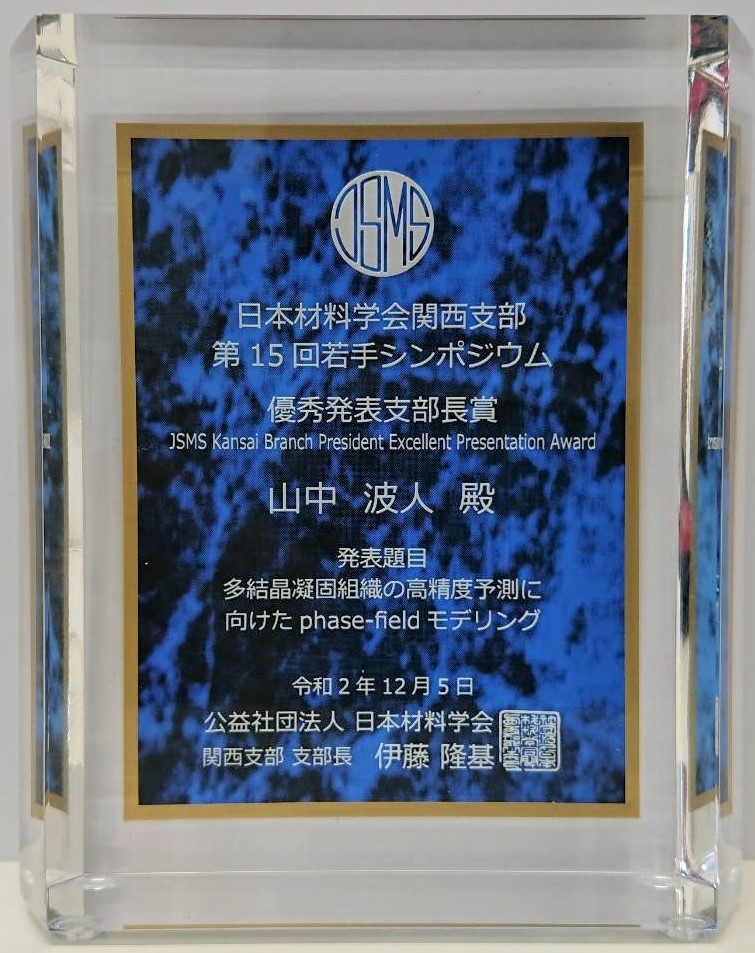 JSMS
日本材料学会関西支部
第15回若手シンポジウム
優秀発表支部長賞
JSMS Kansai Branch President Excellent Presentation Award
山中 波人 殿
発表題目
多結晶凝固組織の高精度予測に
向けた phase-field モデリング
令和2年12月5日
公益社団法人 日本材料学会
関西支部 支部長 伊藤 隆基